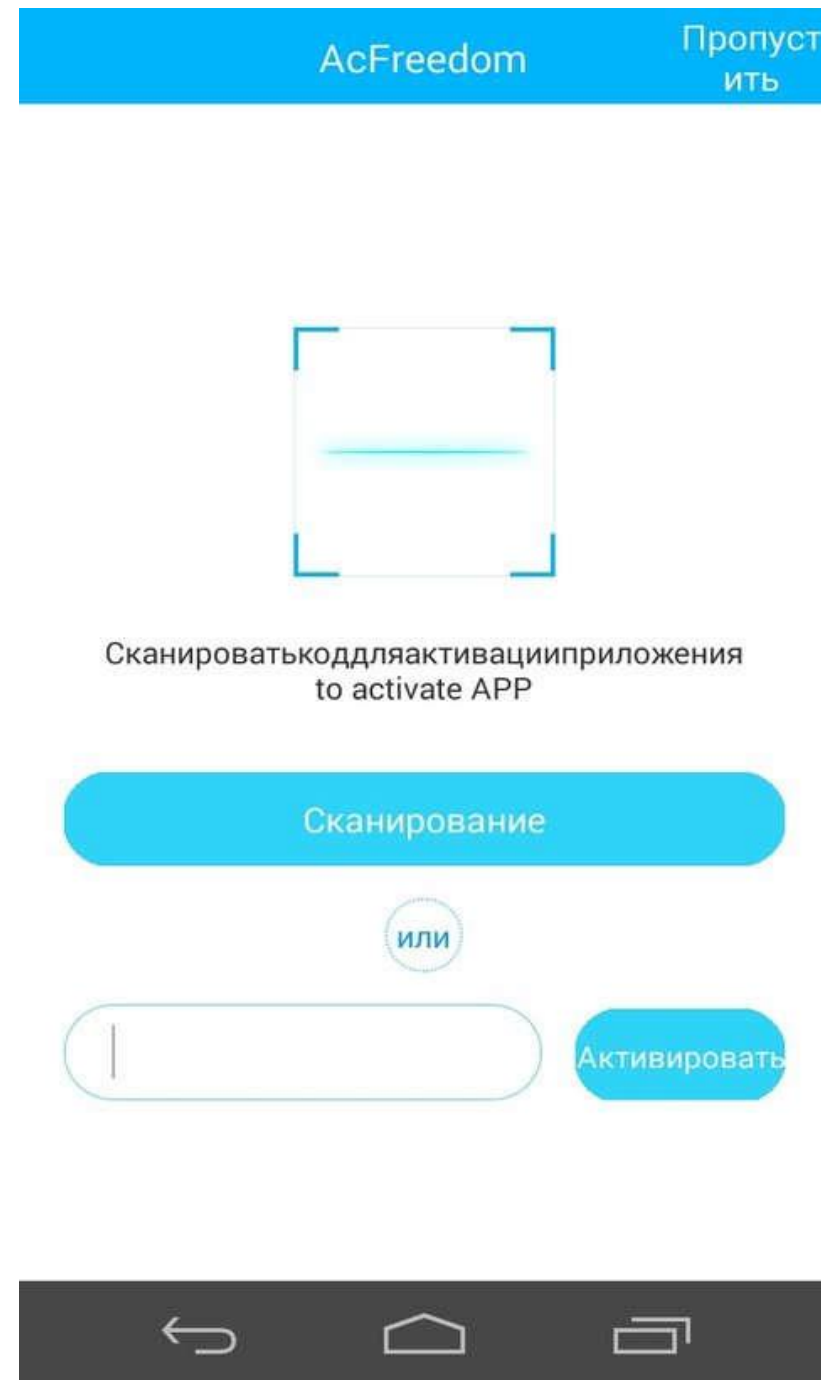 AcFreedom
Пропуст
ить
Сканироватькоддляактивацииприложения
to activate APP
Сканирование
или
Активировать